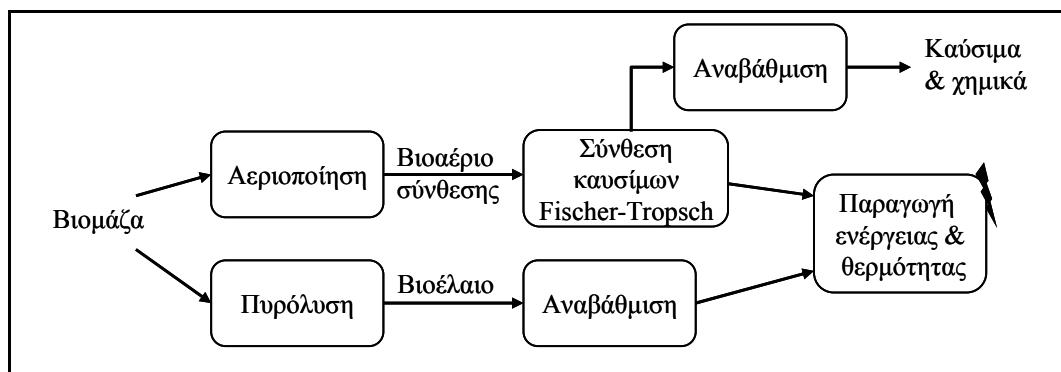 Αναβάθμιση
Καύσιμα
& χημικά
Αεριοποίηση
Βιοαέριο
σύνθεσης
Σύνθεση
καυσίμων
Fischer-Tropsch
Βιομάζα
Παραγωγή
ενέργειας &
θερμότητας
Πυρόλυση
Βιοέλαιο
Αναβάθμιση